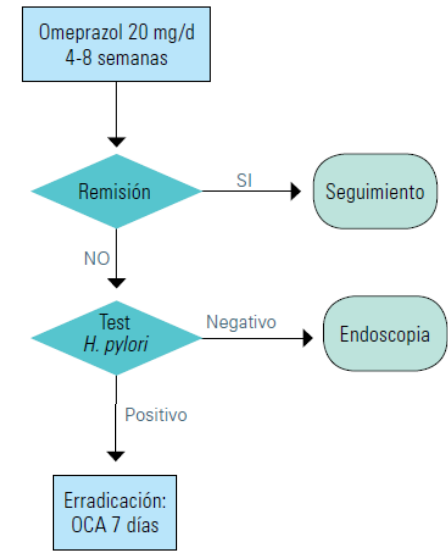 Omeprazol 20 mg/d
4-8 semanas
Remisión
SI
Seguimiento
NO
Test
H. pylori
Negativo
Endoscopia
Positivo
Erradicación:
OCA 7 días